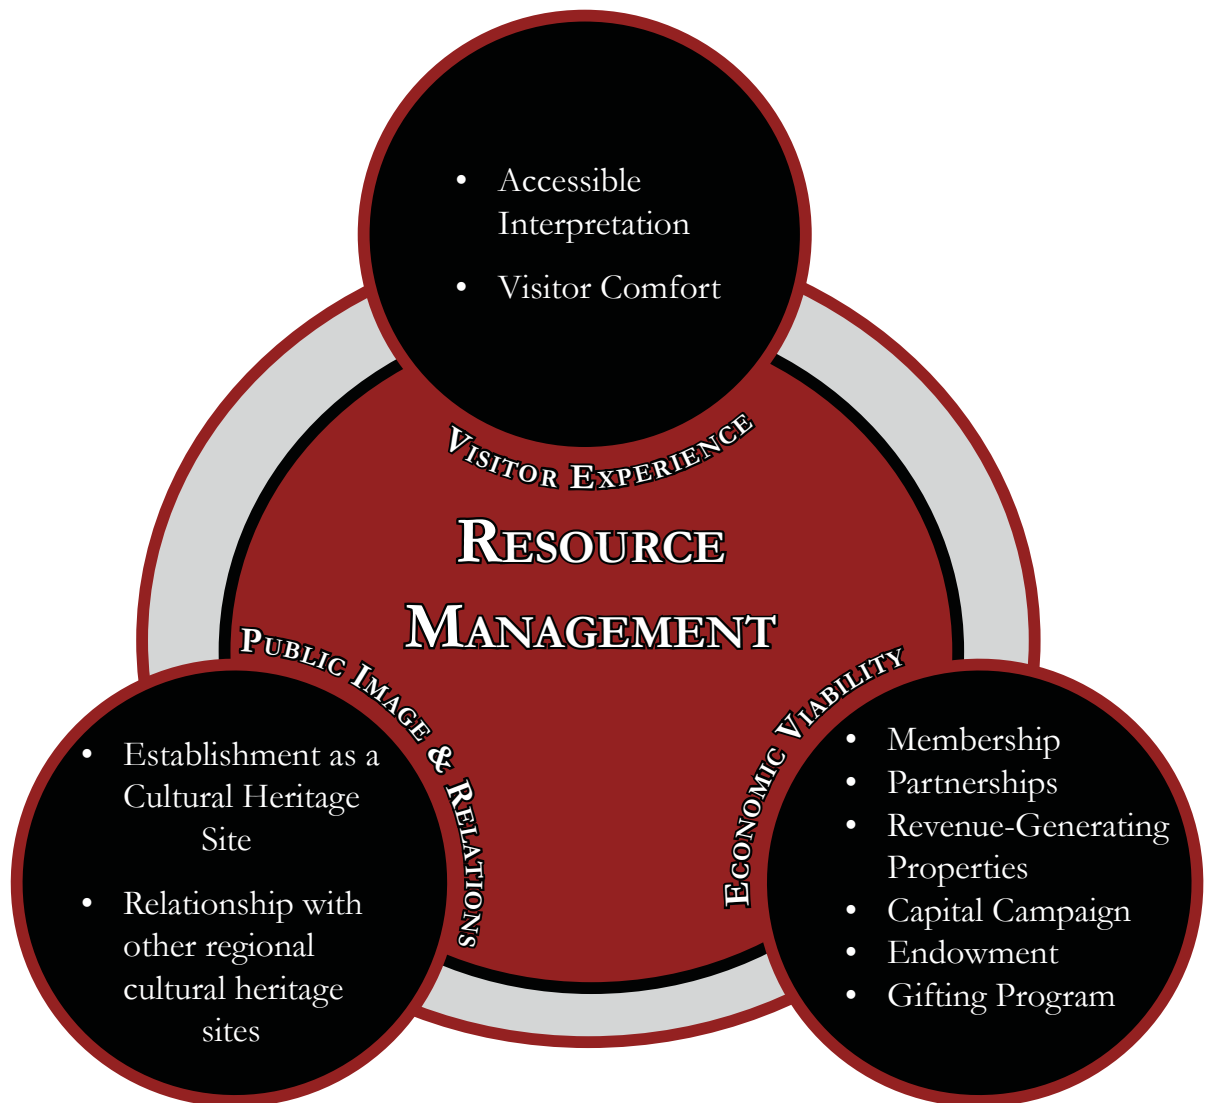 • Accessible
Interpretation
• Visitor Comfort
Visitor Experience
Resource
Management
Public Image & Relations
• Establishment as a
Cultural Heritage
Site
• Relationship with
other regional
cultural heritage
sites
Economic Viability
• Membership
• Partnerships
• Revenue-Generating
Properties
• Capital Campaign
• Endowment
• Gifting Program